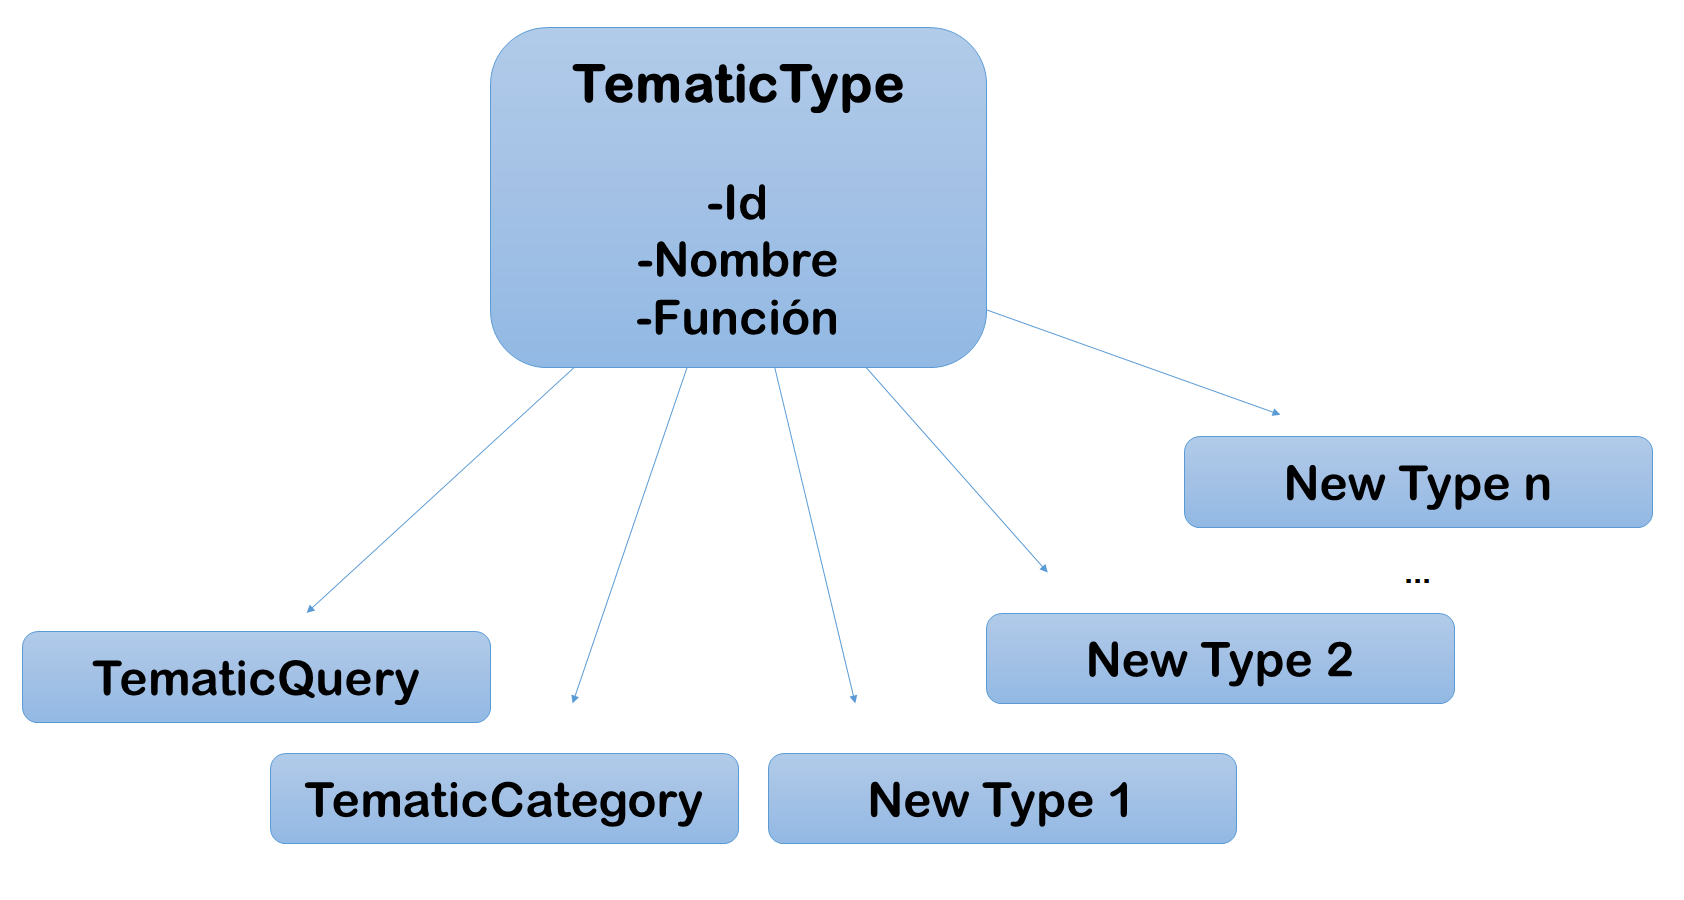 TematicType
-Id
-Nombre
-Función
New Type n
...
New Type 2
TematicQuery
TematicCategory
New Type 1